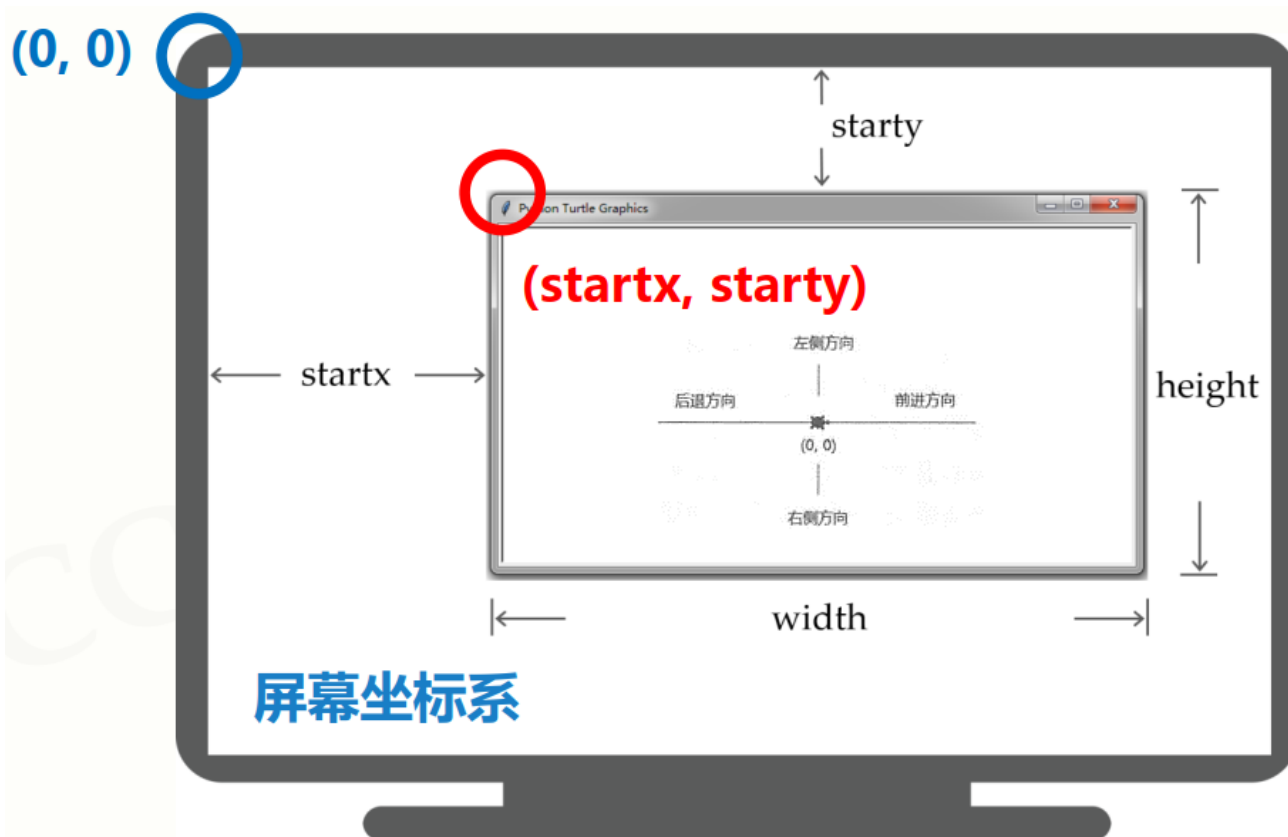 (0, 0)
starty
Python Turtle Graphics
(startx, starty)
左侧方向
startx
后退方向
前进方向
height
(0, 0)
右侧方向
width
屏幕坐标系